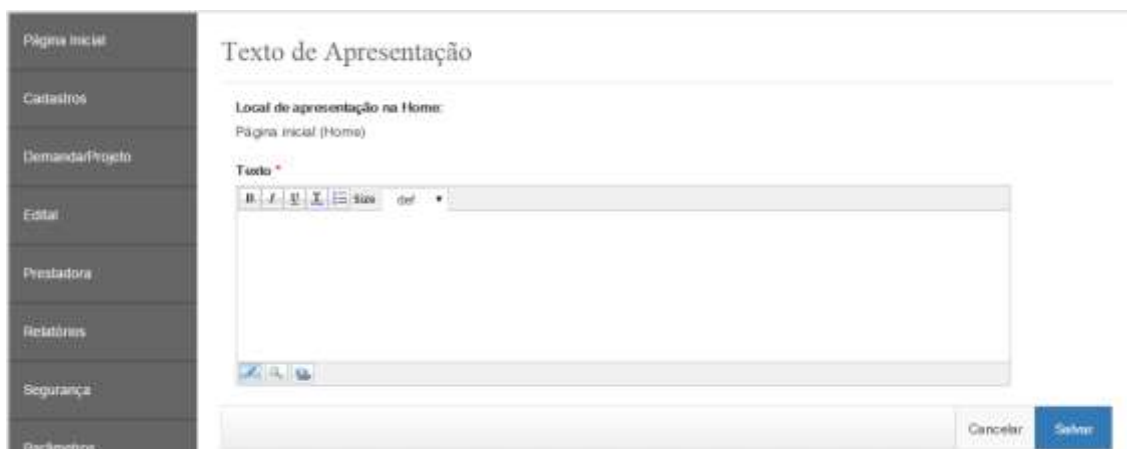 Página Inicial
Texto de Apresentação
Cadastros
Local de apresentação na Home:
Página inicial (Home)
Demanda/Projeto
Texto *
B I U T Size def
Edital
Prestadora
Relatórios
Segurança
Cancelar Salvar
Parâmetros